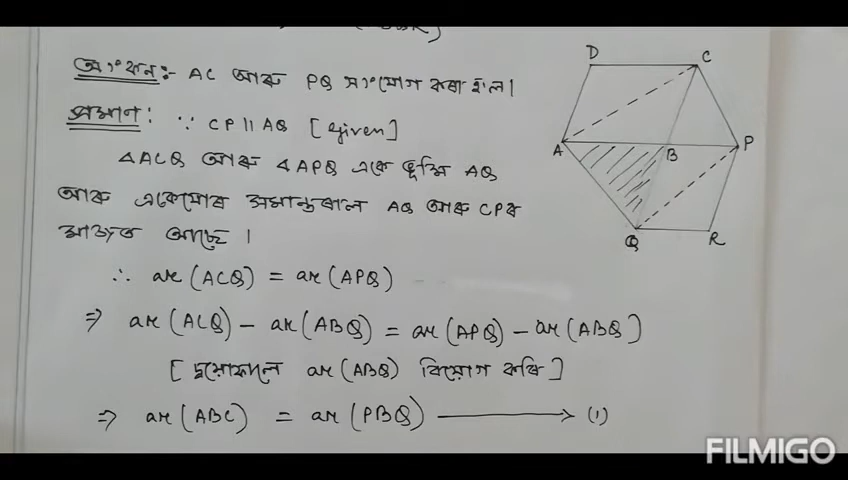 অংকন:- AC আৰু PQ সংযোগ কৰা হ'ল।
প্ৰমাণ: ∵ CP || AQ [Given]
△ACQ আৰু △APQ একে ভূমি AQ
আৰু একেযোৰ সমান্তৰাল AQ আৰু CPৰ
মাজত আছে।
∴ ar(ACQ) = ar(APQ)
⇒ ar(ACQ) - ar(ABQ) = ar(APQ) - ar(ABQ)
[দুয়োফালে ar(ABQ) বিয়োগ কৰি]
⇒ ar(ABC) = ar(PBQ) ⟶ (1)
D
C
A
B
P
Q
R
FILMIGO